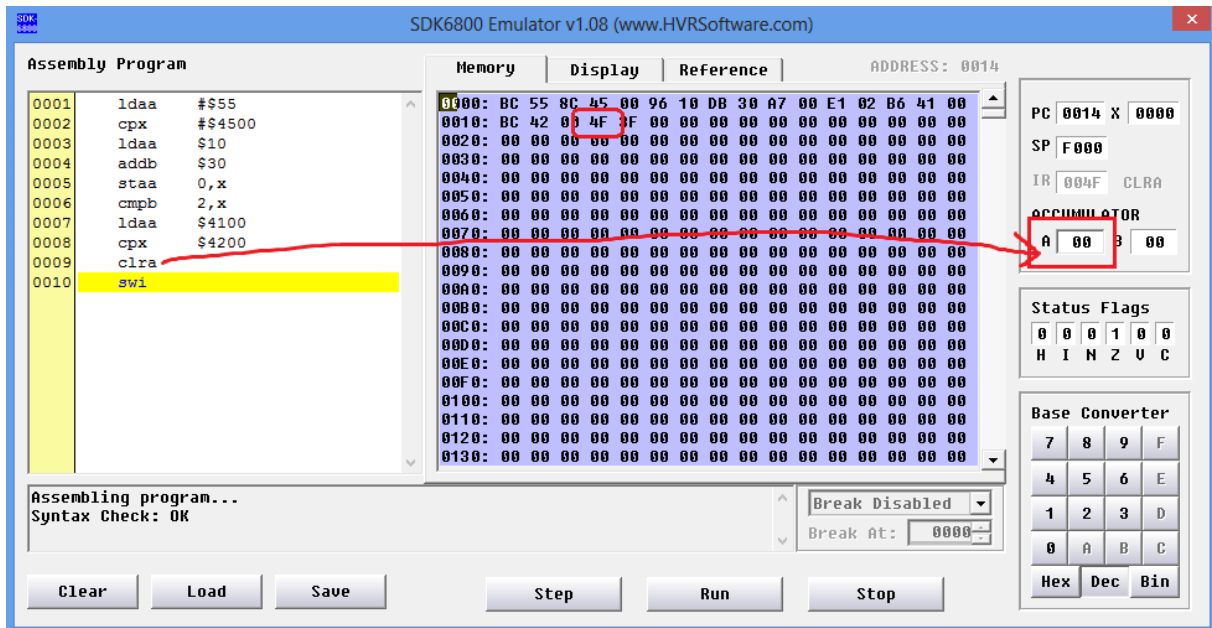 SDK-6800
SDK6800 Emulator v1.08 (www.HVRSoftware.com)
Assembly Program
Memory Display Reference ADDRESS: 0014
0001 ldaa #$55
0002 cpx #$4500
0003 ldaa $10
0004 addb $30
0005 staa 0,x
0006 cmpb 2,x
0007 ldaa $4100
0008 cpx $4200
0009 clra
0010 swi
0000: BC 55 8C 45 00 96 10 DB 30 A7 00 E1 02 B6 41 00
0010: BC 42 00 4F 3F 00 00 00 00 00 00 00 00 00 00 00
0020: 00 00 00 00 00 00 00 00 00 00 00 00 00 00 00 00
0030: 00 00 00 00 00 00 00 00 00 00 00 00 00 00 00 00
0040: 00 00 00 00 00 00 00 00 00 00 00 00 00 00 00 00
0050: 00 00 00 00 00 00 00 00 00 00 00 00 00 00 00 00
0060: 00 00 00 00 00 00 00 00 00 00 00 00 00 00 00 00
0070: 00 00 00 00 00 00 00 00 00 00 00 00 00 00 00 00
0080: 00 00 00 00 00 00 00 00 00 00 00 00 00 00 00 00
0090: 00 00 00 00 00 00 00 00 00 00 00 00 00 00 00 00
00A0: 00 00 00 00 00 00 00 00 00 00 00 00 00 00 00 00
00B0: 00 00 00 00 00 00 00 00 00 00 00 00 00 00 00 00
00C0: 00 00 00 00 00 00 00 00 00 00 00 00 00 00 00 00
00D0: 00 00 00 00 00 00 00 00 00 00 00 00 00 00 00 00
00E0: 00 00 00 00 00 00 00 00 00 00 00 00 00 00 00 00
00F0: 00 00 00 00 00 00 00 00 00 00 00 00 00 00 00 00
0100: 00 00 00 00 00 00 00 00 00 00 00 00 00 00 00 00
0110: 00 00 00 00 00 00 00 00 00 00 00 00 00 00 00 00
0120: 00 00 00 00 00 00 00 00 00 00 00 00 00 00 00 00
0130: 00 00 00 00 00 00 00 00 00 00 00 00 00 00 00 00
PC 0014 X 0000
SP F000
IR 004F CLRA
ACCUMULATOR
A 00 B 00
Status Flags
0 0 0 1 0 0
H I N Z V C
Base Converter
7 8 9 F
4 5 6 E
1 2 3 D
0 A B C
Hex Dec Bin
Assembling program...
Syntax Check: OK
Break Disabled
Break At: 0000
Clear Load Save Step Run Stop